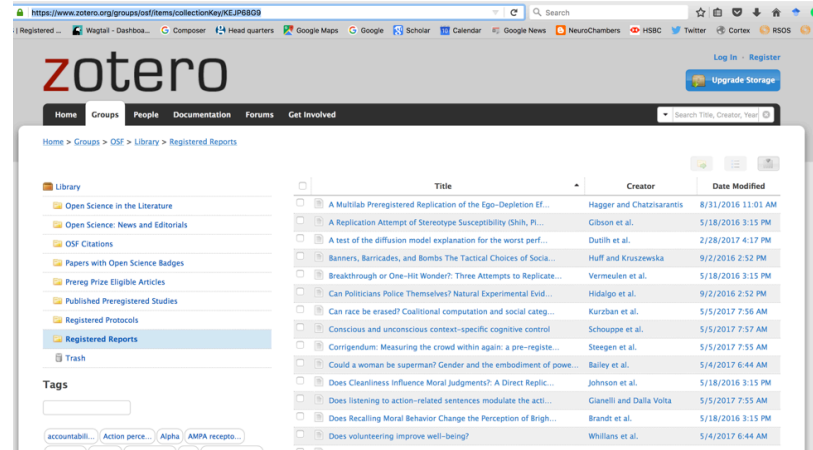 https://www.zotero.org/groups/osf/items/collectionKey/KEJP68G9
Search
Registered ...
Wagtail - Dashboa...
Composer
Head quarters
Google Maps
Google
Scholar
Calendar
Google News
NeuroChambers
HSBC
Twitter
Cortex
RSOS
zotero
Log In · Register
Upgrade Storage
Home Groups People Documentation Forums Get Involved
Search Title, Creator, Year
Home > Groups > OSF > Library > Registered Reports
Library
Open Science in the Literature
Open Science: News and Editorials
OSF Citations
Papers with Open Science Badges
Prereg Prize Eligible Articles
Published Preregistered Studies
Registered Protocols
Registered Reports
Trash
Tags
accountabili... Action perce... Alpha AMPA recepto...
Title Creator Date Modified
A Multilab Preregistered Replication of the Ego-Depletion Ef... Hagger and Chatzisarantis 8/31/2016 11:01 AM
A Replication Attempt of Stereotype Susceptibility (Shih, Pi... Gibson et al. 5/18/2016 3:15 PM
A test of the diffusion model explanation for the worst perf... Dutilh et al. 2/28/2017 4:17 PM
Banners, Barricades, and Bombs The Tactical Choices of Socia... Huff and Kruszewska 9/2/2016 2:52 PM
Breakthrough or One-Hit Wonder?: Three Attempts to Replicate... Vermeulen et al. 5/18/2016 3:15 PM
Can Politicians Police Themselves? Natural Experimental Evid... Hidalgo et al. 9/2/2016 2:52 PM
Can race be erased? Coalitional computation and social categ... Kurzban et al. 5/5/2017 7:56 AM
Conscious and unconscious context-specific cognitive control Schouppe et al. 5/5/2017 7:57 AM
Corrigendum: Measuring the crowd within again: a pre-registe... Steegen et al. 5/5/2017 7:55 AM
Could a woman be superman? Gender and the embodiment of powe... Bailey et al. 5/4/2017 6:44 AM
Does Cleanliness Influence Moral Judgments?: A Direct Replic... Johnson et al. 5/18/2016 3:15 PM
Does listening to action-related sentences modulate the acti... Gianelli and Dalla Volta 5/5/2017 7:55 AM
Does Recalling Moral Behavior Change the Perception of Brigh... Brandt et al. 5/18/2016 3:15 PM
Does volunteering improve well-being? Whillans et al. 5/4/2017 6:44 AM